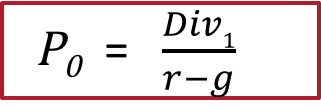 P₀ = Div₁ / r−g